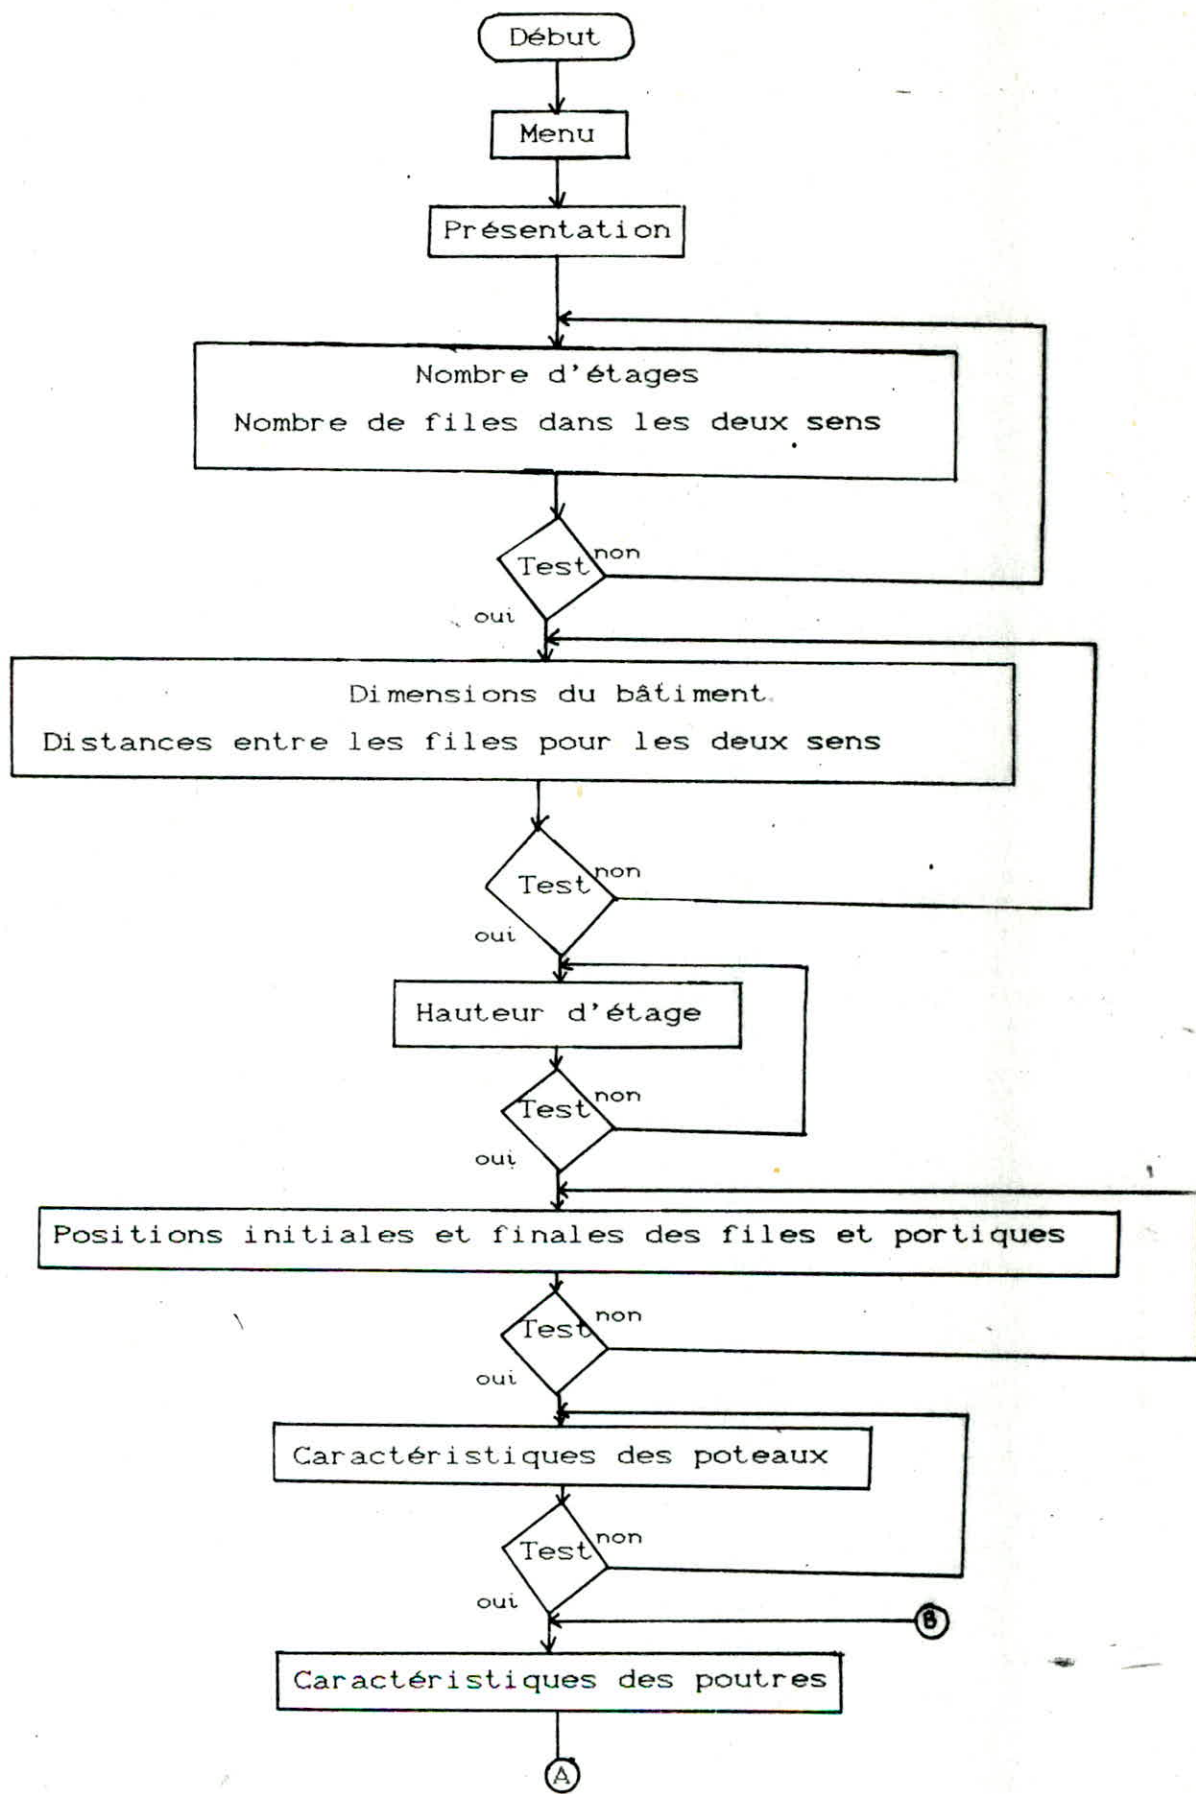 Début
Menu
Présentation
Nombre d'étages
Nombre de files dans les deux sens
Test
non
oui
Dimensions du bâtiment
Distances entre les files pour les deux sens
Test
non
oui
Hauteur d'étage
Test
non
oui
Positions initiales et finales des files et portiques
Test
non
oui
Caractéristiques des poteaux
Test
non
oui
B
Caractéristiques des poutres
A